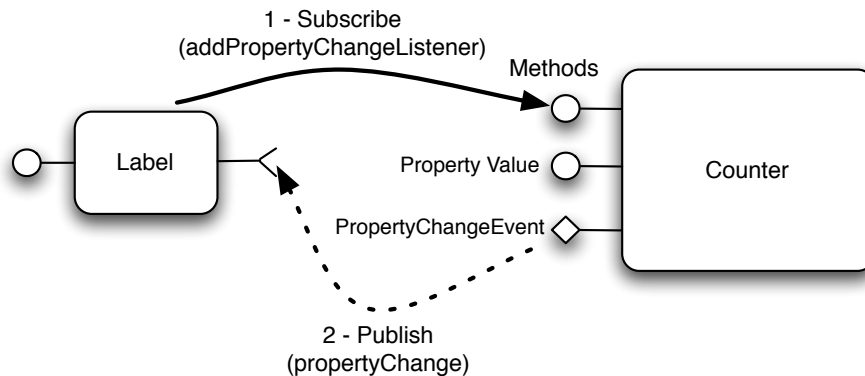 1 - Subscribe
(addPropertyChangeListener)
Methods
Label
Property Value
Counter
PropertyChangeEvent
2 - Publish
(propertyChange)